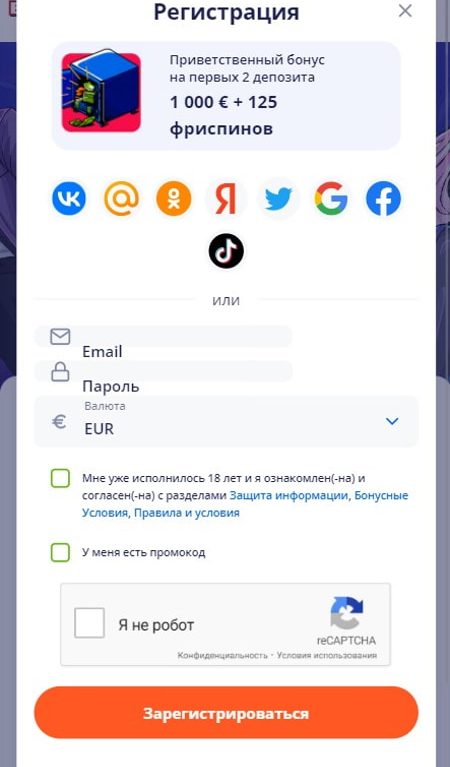 Регистрация
Приветственный бонус
на первых 2 депозита
1 000 € + 125
фриспинов
или
Email
Пароль
Валюта
€ EUR
Мне уже исполнилось 18 лет и я ознакомлен(-на) и
согласен(-на) с разделами Защита информации, Бонусные
Условия, Правила и условия
У меня есть промокод
Я не робот
reCAPTCHA
Конфиденциальность - Условия использования
Зарегистрироваться